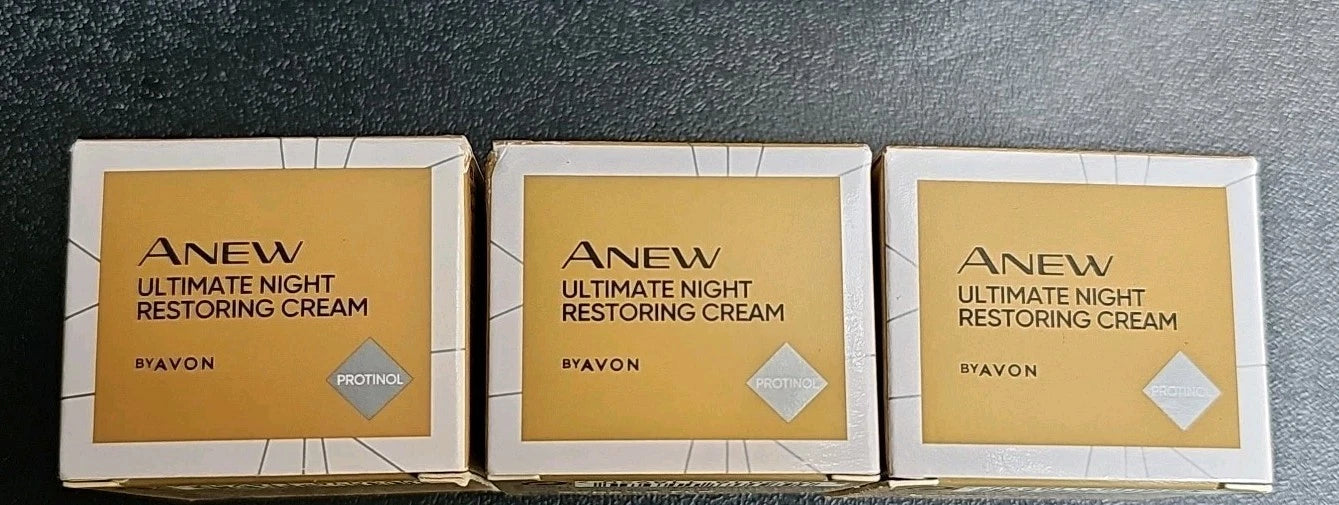 ANEW
ULTIMATE NIGHT
RESTORING CREAM
BY AVON
PROTINOL
ANEW
ULTIMATE NIGHT
RESTORING CREAM
BY AVON
PROTINOL
ANEW
ULTIMATE NIGHT
RESTORING CREAM
BY AVON
PROTINOL